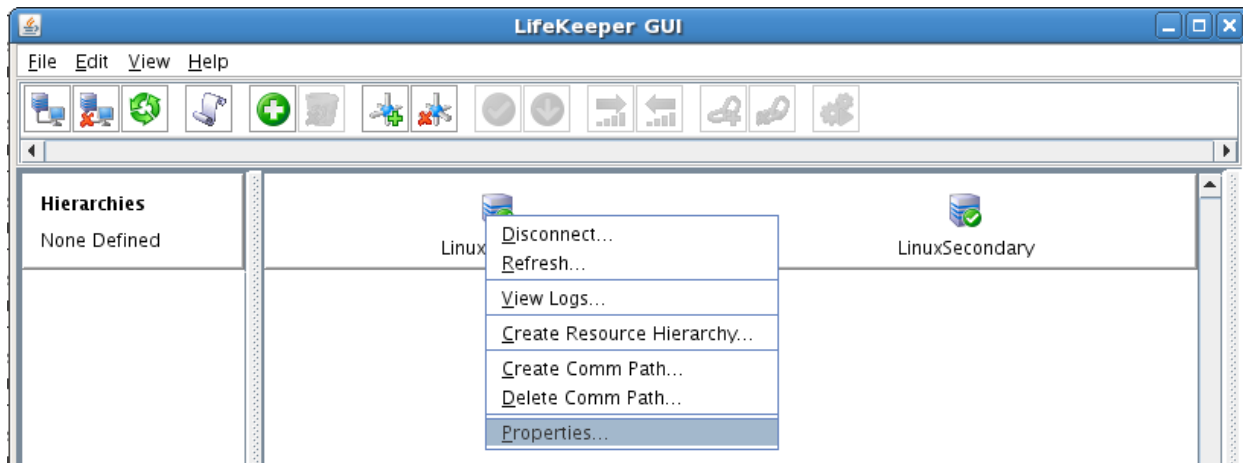 LifeKeeper GUI
File Edit View Help
Hierarchies
None Defined
Linux
LinuxSecondary
Disconnect...
Refresh...
View Logs...
Create Resource Hierarchy...
Create Comm Path...
Delete Comm Path...
Properties...